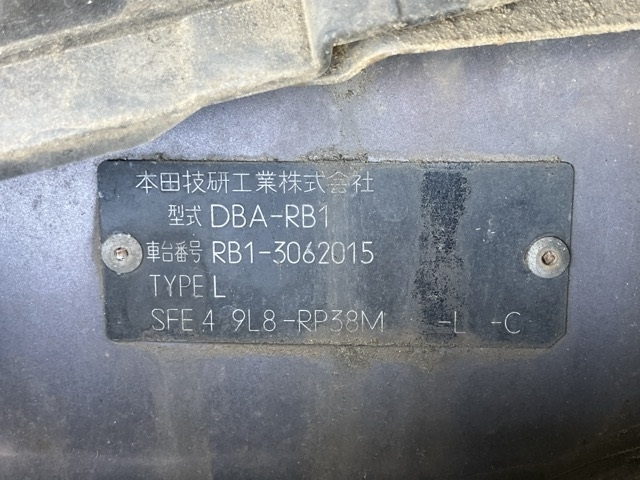 本田技研工業株式会社
型式 DBA-RB1
車台番号 RB1-3062015
TYPE L
SFE 4 9L8-RP38M -L -C